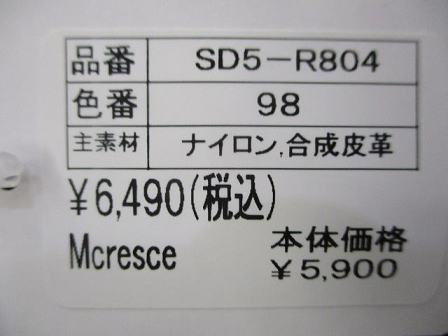 品番 SD5-R804
色番 98
主素材 ナイロン,合成皮革
¥6,490(税込)
Mcresce 本体価格
¥5,900